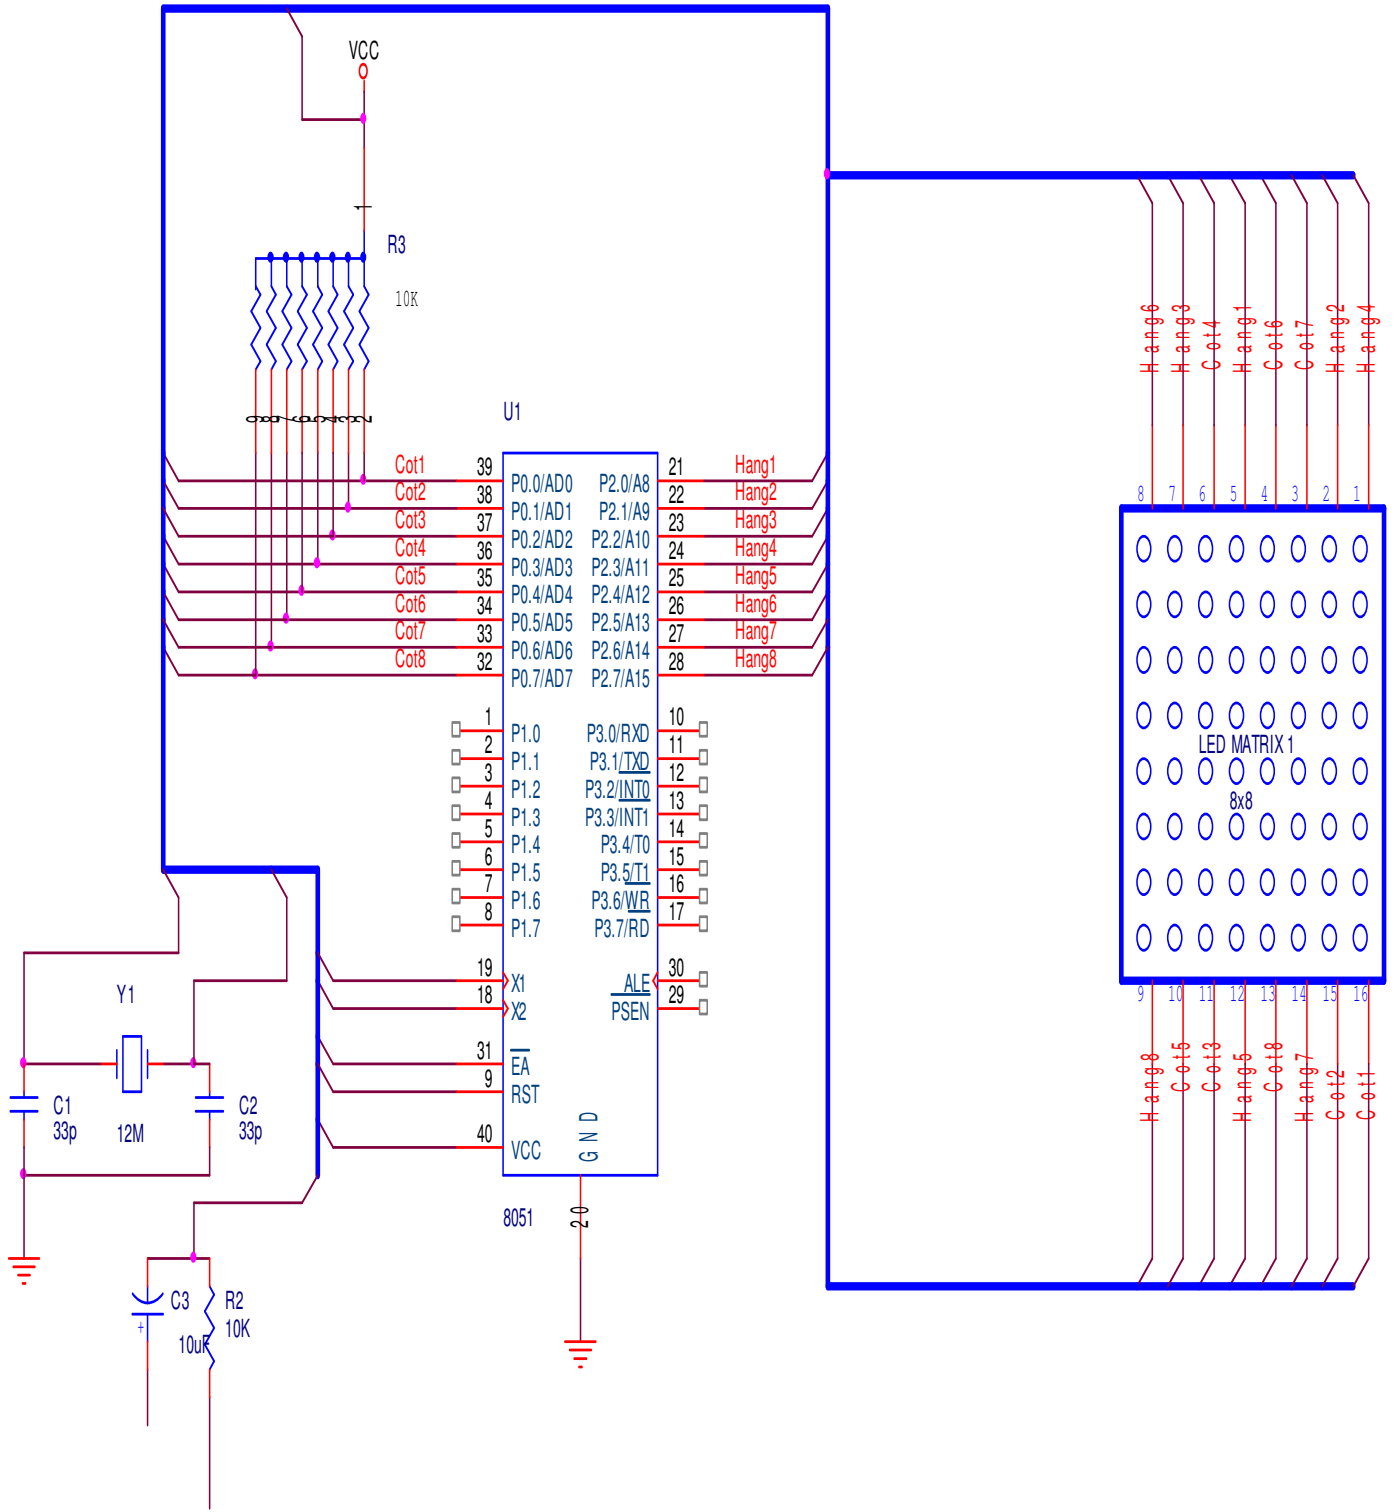 VCC
1
R3
10K
9 8 7 6 5 4 3 2
U1
Cot1 39 P0.0/AD0 P2.0/A8 21 Hang1
Cot2 38 P0.1/AD1 P2.1/A9 22 Hang2
Cot3 37 P0.2/AD2 P2.2/A10 23 Hang3
Cot4 36 P0.3/AD3 P2.3/A11 24 Hang4
Cot5 35 P0.4/AD4 P2.4/A12 25 Hang5
Cot6 34 P0.5/AD5 P2.5/A13 26 Hang6
Cot7 33 P0.6/AD6 P2.6/A14 27 Hang7
Cot8 32 P0.7/AD7 P2.7/A15 28 Hang8
1 P1.0 P3.0/RXD 10
2 P1.1 P3.1/TXD 11
3 P1.2 P3.2/INT0 12
4 P1.3 P3.3/INT1 13
5 P1.4 P3.4/T0 14
6 P1.5 P3.5/T1 15
7 P1.6 P3.6/WR 16
8 P1.7 P3.7/RD 17
19 X1 ALE 30
18 X2 PSEN 29
31 EA
9 RST
40 VCC
GND
20
8051
Y1
12M
C1
33p
C2
33p
C3
+
10uF
R2
10K
Hang6 Hang3 Cot4 Hang1 Cot6 Cot7 Hang2 Hang4
8 7 6 5 4 3 2 1
LED MATRIX 1
8x8
9 10 11 12 13 14 15 16
Hang8 Cot5 Cot3 Hang5 Cot8 Hang7 Cot2 Cot1